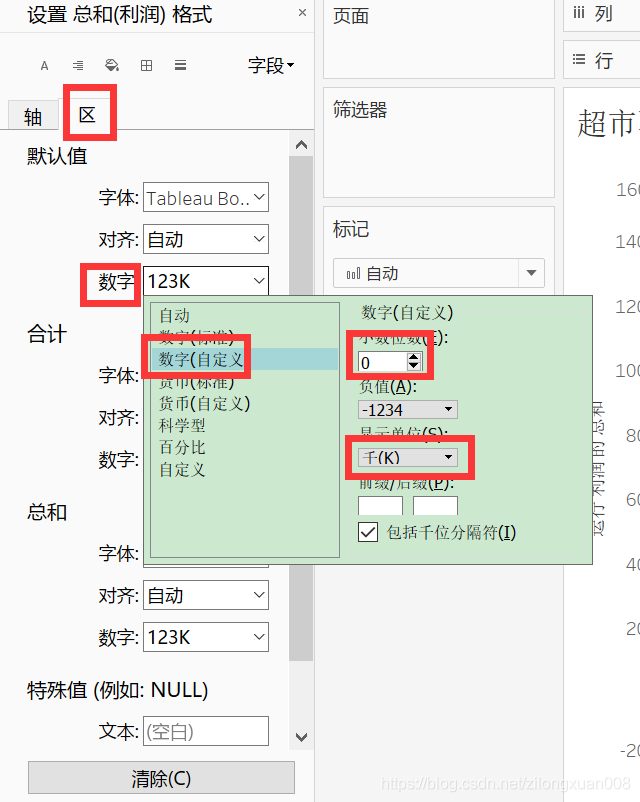 设置 总和(利润) 格式
×
A
字段
轴
区
默认值
字体:
Tableau Bo..
对齐:
自动
数字
123K
自动
数字(标准)
数字(自定义
货币(标准)
货币(自定义)
科学型
百分比
自定义
数字(自定义)
小数位数(E):
0
负值(A):
-1234
显示单位(S):
千(K)
前缀/后缀(P):
包括千位分隔符(I)
合计
字体:
对齐:
数字:
总和
字体:
对齐:
自动
数字:
123K
特殊值 (例如: NULL)
文本:
(空白)
清除(C)
页面
筛选器
标记
自动
列
行
超市
160
140
120
100
80
60
40
20
-20
运行 利润 的 总和
https://blog.csdn.net/zilongxuan008